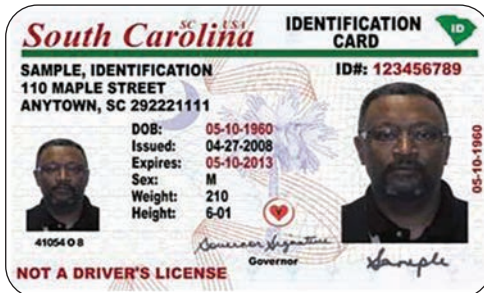 South Carolina
SC USA
IDENTIFICATION
CARD
ID
SAMPLE, IDENTIFICATION
110 MAPLE STREET
ANYTOWN, SC 292221111
ID#: 123456789
DOB: 05-10-1960
Issued: 04-27-2008
Expires: 05-10-2013
Sex: M
Weight: 210
Height: 6-01
05-10-1960
41054 O 8
Governor Signature
Governor
Sample
NOT A DRIVER'S LICENSE